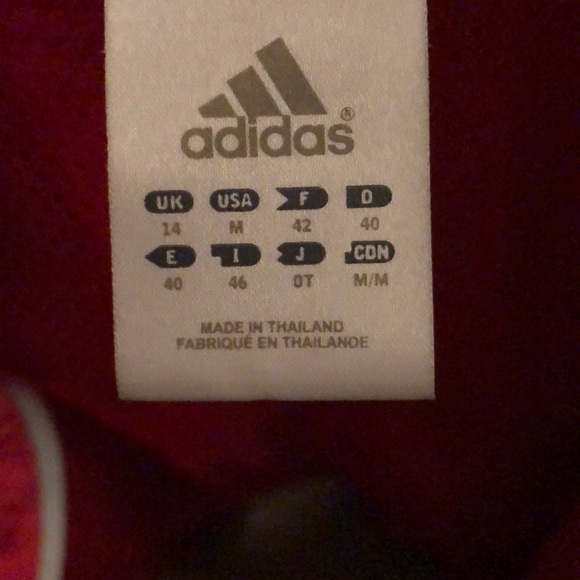 adidas®
UK USA F D
14 M 42 40
E I J CDN
40 46 OT M/M
MADE IN THAILAND
FABRIQUÉ EN THAILANDE